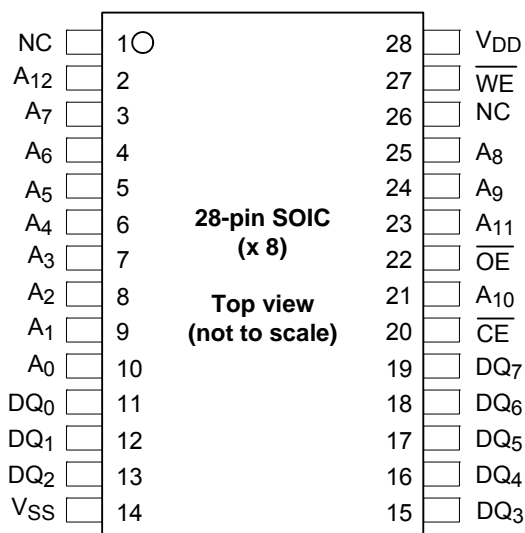 NC 1 28 VDD
A12 2 27 WE
A7 3 26 NC
A6 4 25 A8
A5 5 24 A9
A4 6 23 A11
A3 7 22 OE
A2 8 21 A10
A1 9 20 CE
A0 10 19 DQ7
DQ0 11 18 DQ6
DQ1 12 17 DQ5
DQ2 13 16 DQ4
VSS 14 15 DQ3
28-pin SOIC
(x 8)
Top view
(not to scale)